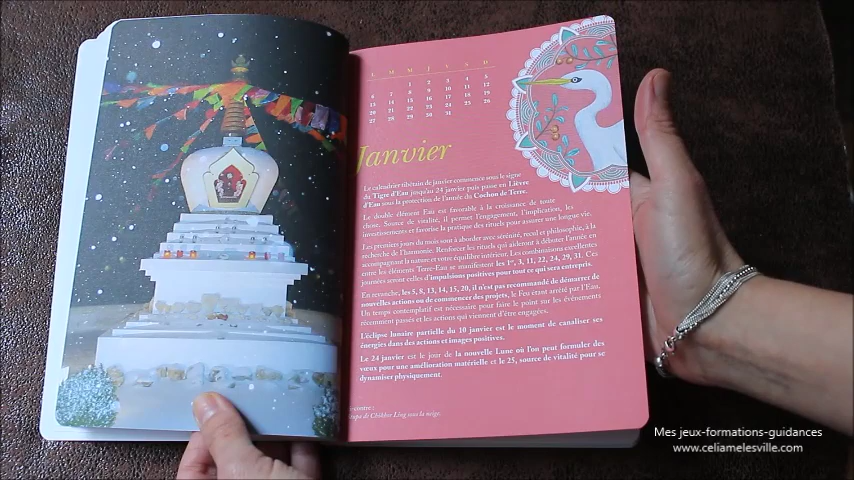 L M M J V S D
1 2 3 4 5
6 7 8 9 10 11 12
13 14 15 16 17 18 19
20 21 22 23 24 25 26
27 28 29 30 31
Janvier
Le calendrier tibétain de janvier commence sous le signe
du Tigre d'Eau jusqu'au 24 janvier puis passe en Lièvre
d'Eau sous la protection de l'année du Cochon de Terre.
Le double élément Eau est favorable à la croissance de toute
chose. Source de vitalité, il permet l'engagement, l'implication, les
investissements et favorise la pratique des rituels pour assurer une longue vie.
Les premiers jours du mois sont à aborder avec sérénité, recul et philosophie, à la
recherche de l'harmonie. Renforcer les rituels qui aideront à débuter l'année en
accompagnant la nature et votre équilibre intérieur. Les combinaisons excellentes
entre les éléments Terre-Eau se manifestent les 1er, 3, 11, 22, 24, 29, 31. Ces
journées seront celles d'impulsions positives pour tout ce qui sera entrepris.
En revanche, les 5, 8, 13, 14, 15, 20, il n'est pas recommandé de démarrer de
nouvelles actions ou de commencer des projets, le Feu étant agité par l'Eau.
Un temps contemplatif est nécessaire pour faire le point sur les événements
récemment passés et les actions qui viennent d'être engagées.
L'éclipse lunaire partielle du 10 janvier est le moment de canaliser ses
énergies dans des actions et images positives.
Le 24 janvier est le jour de la nouvelle Lune où l'on peut formuler des
vœux pour une amélioration matérielle et le 25, source de vitalité pour se
dynamiser physiquement.
contre.)
Ling sous la neige.
Mes jeux-formations-guidances
www.celiamelesville.com